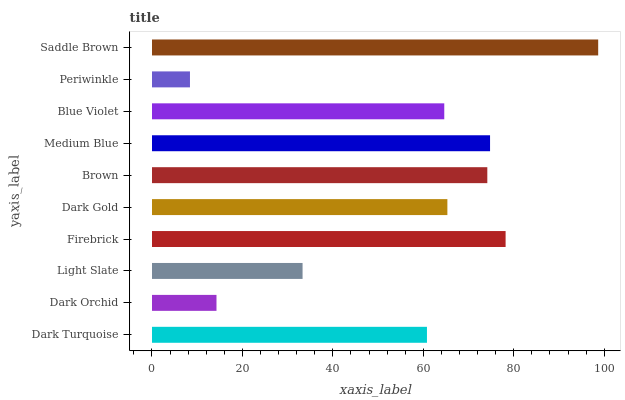 title
Saddle Brown
Periwinkle
Blue Violet
Medium Blue
Brown
Dark Gold
Firebrick
Light Slate
Dark Orchid
Dark Turquoise
yaxis_label
0 20 40 60 80 100
xaxis_label